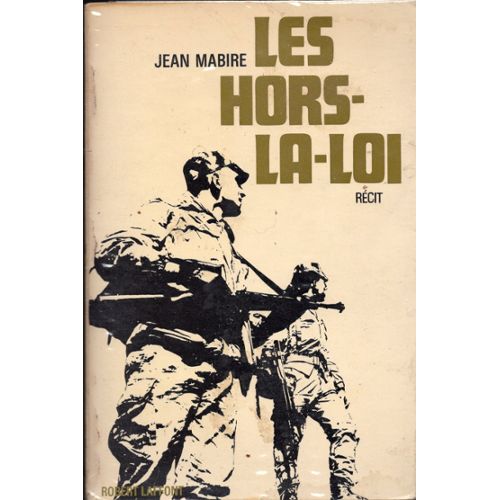 JEAN MABIRE
LES
HORS-
LA-LOI
RÉCIT
ROBERT LAFFONT